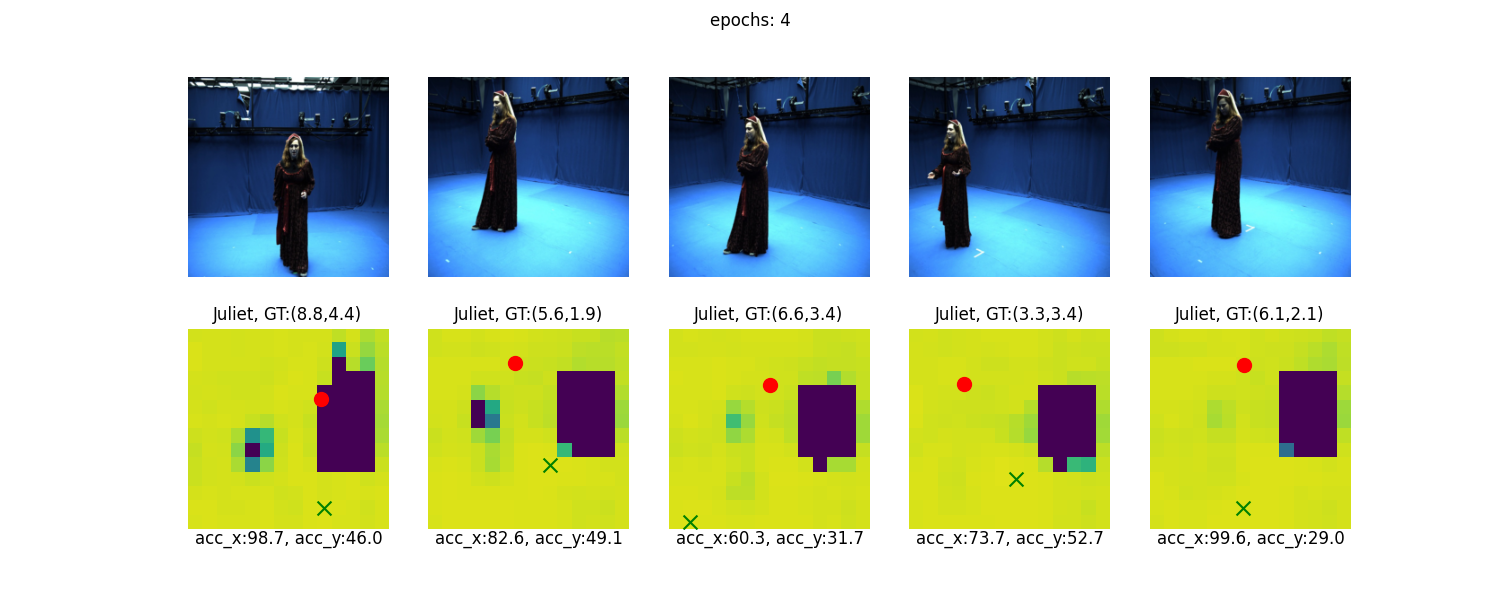 epochs: 4
Juliet, GT:(8.8,4.4)
Juliet, GT:(5.6,1.9)
Juliet, GT:(6.6,3.4)
Juliet, GT:(3.3,3.4)
Juliet, GT:(6.1,2.1)
acc_x:98.7, acc_y:46.0
acc_x:82.6, acc_y:49.1
acc_x:60.3, acc_y:31.7
acc_x:73.7, acc_y:52.7
acc_x:99.6, acc_y:29.0